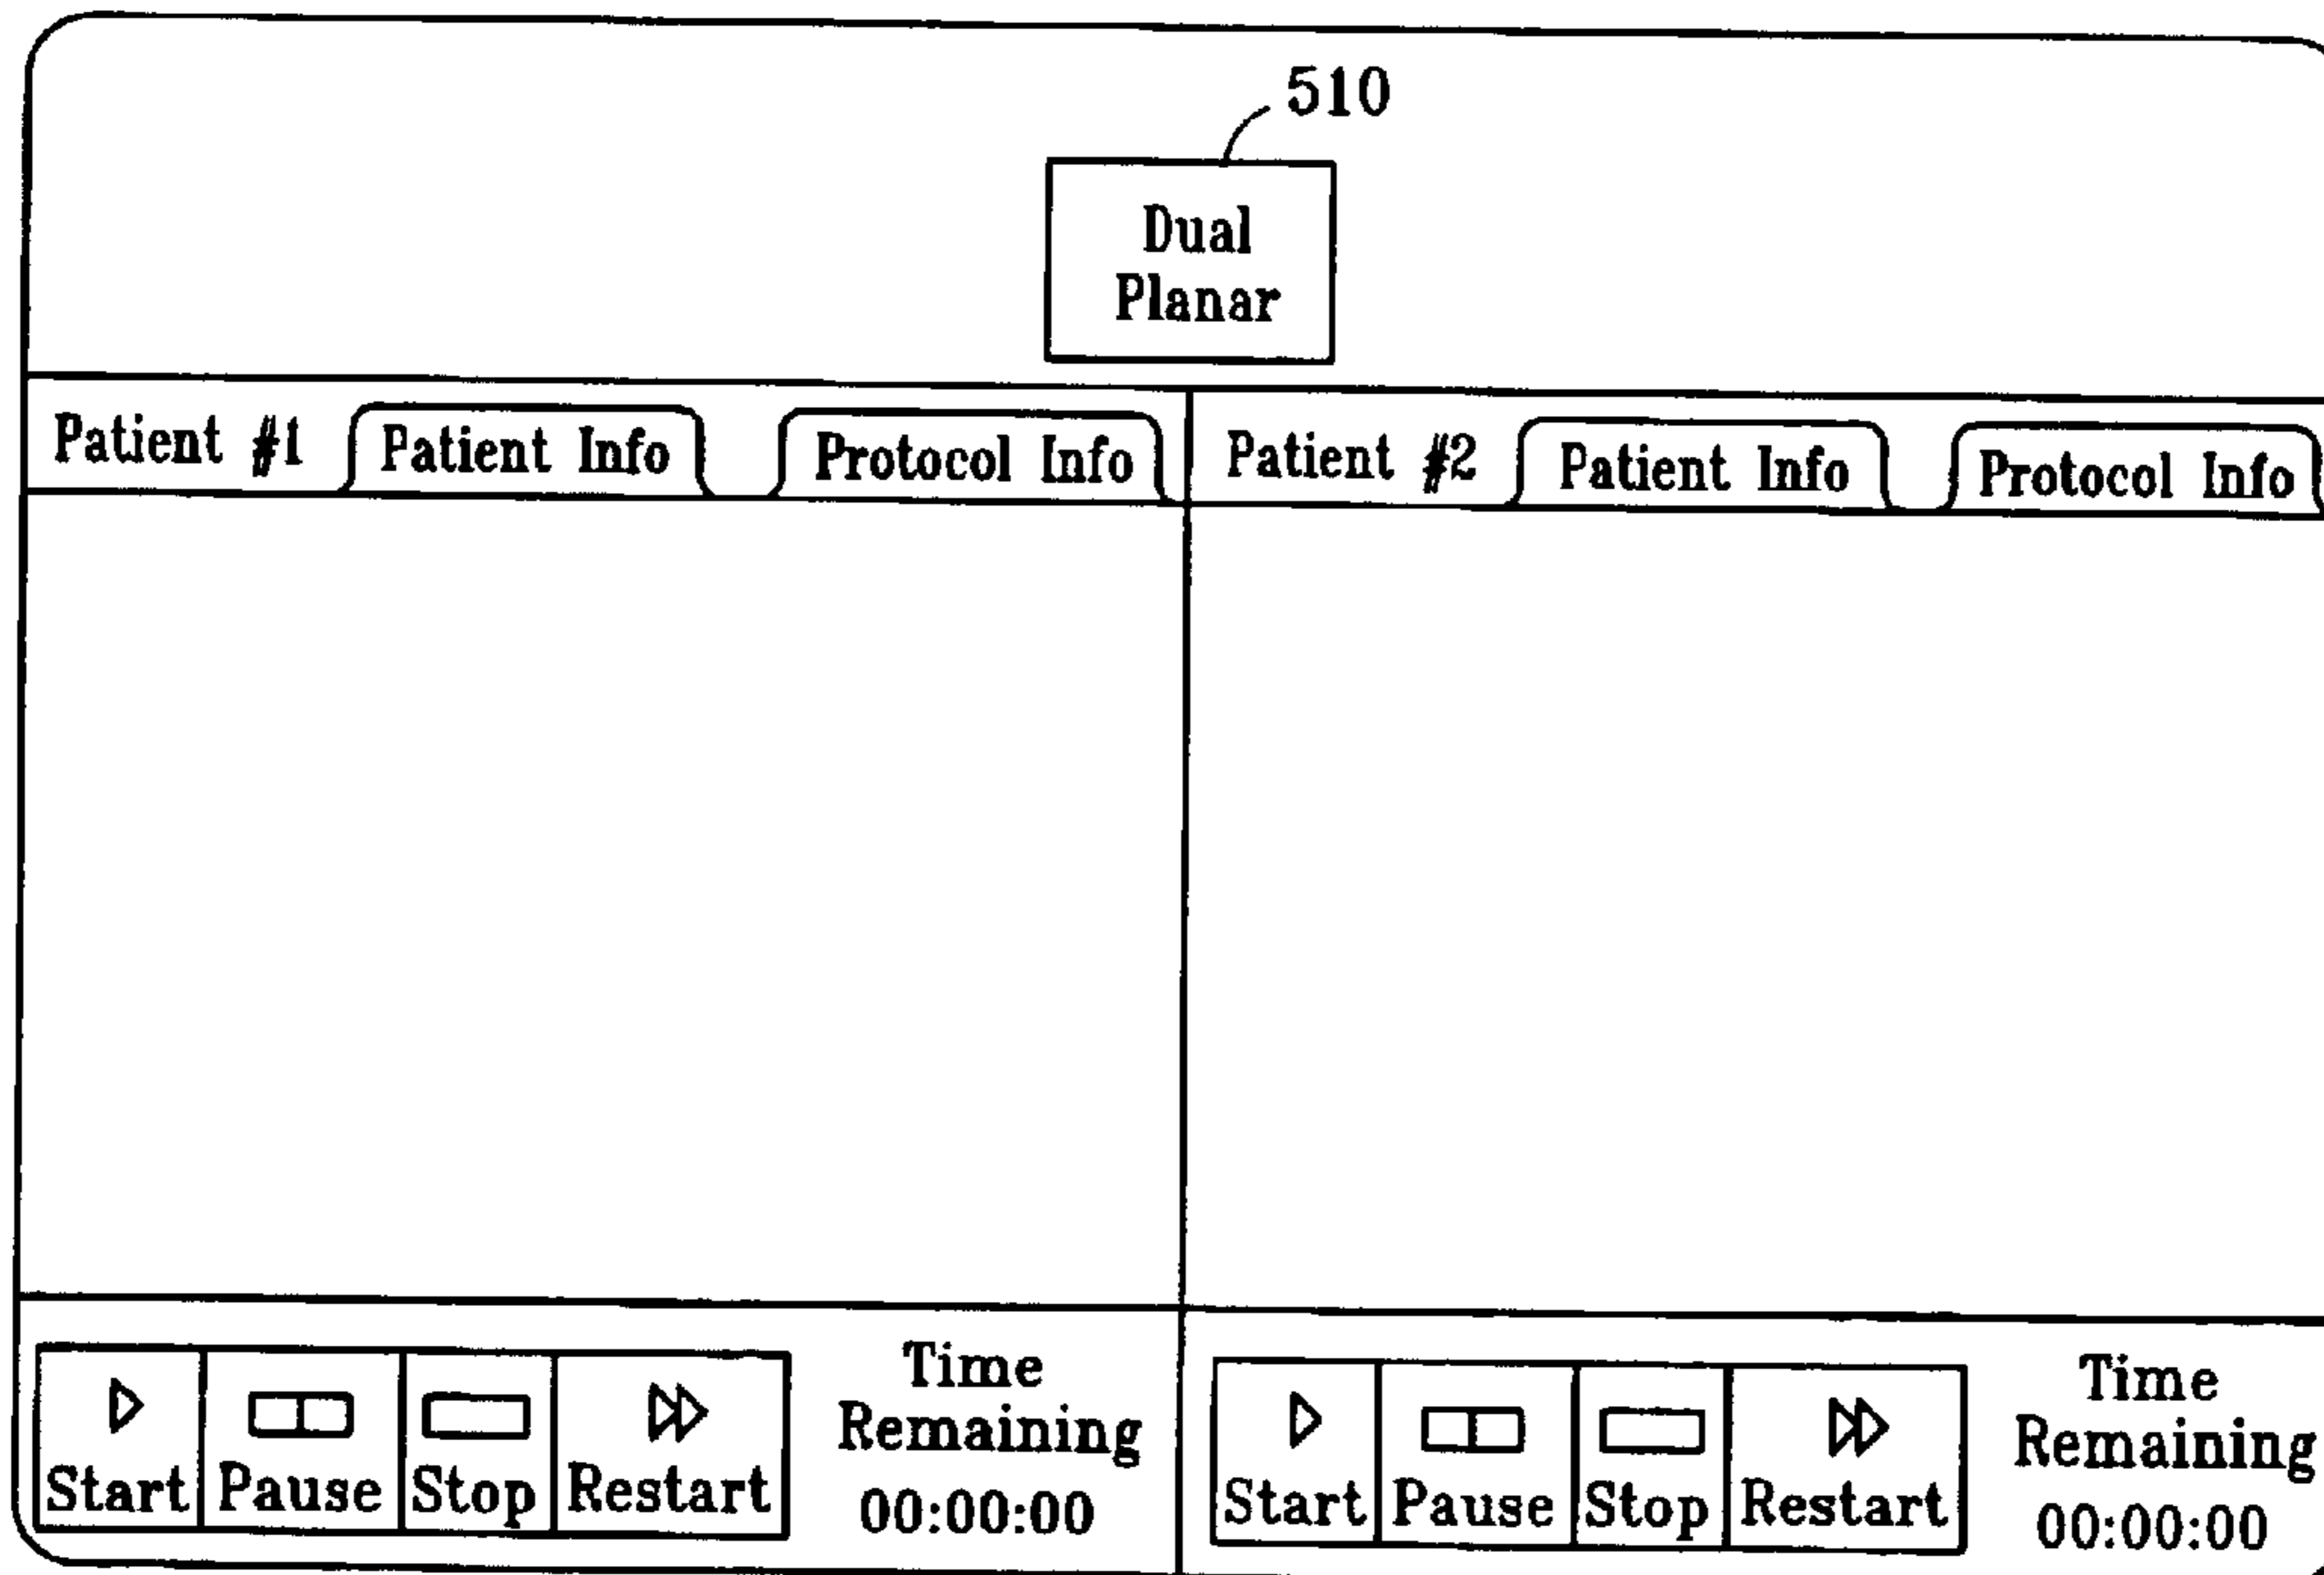 510
Dual
Planar
Patient #1 Patient Info Protocol Info Patient #2 Patient Info Protocol Info
Start Pause Stop Restart
Time
Remaining
00:00:00
Start Pause Stop Restart
Time
Remaining
00:00:00